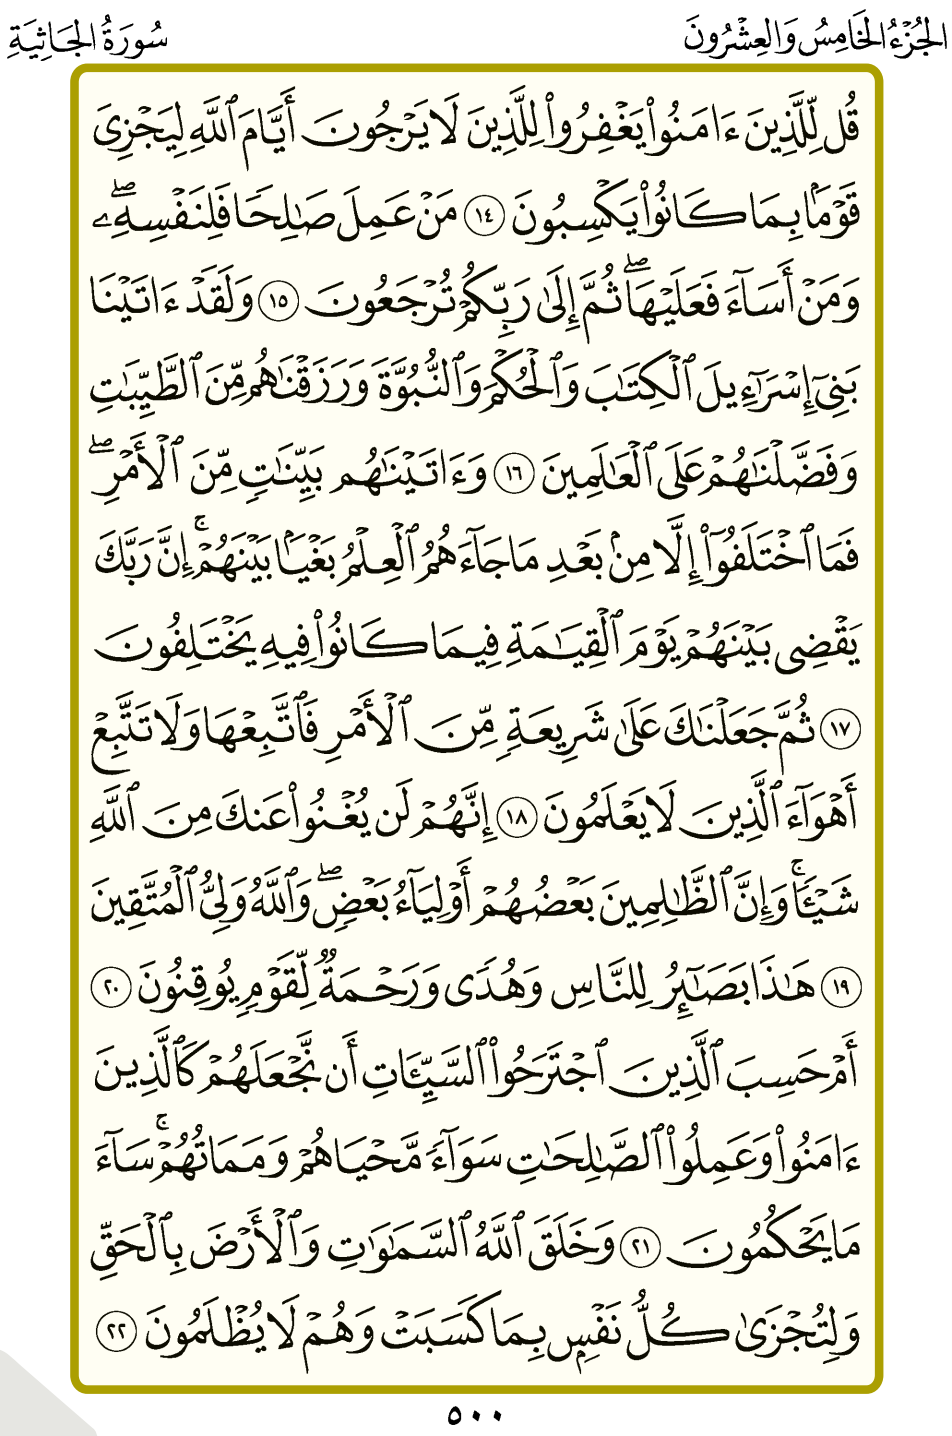 الجُزْءُ الخَامِسُ وَالعِشْرُونَ
سُورَةُ الجَاثِيَةِ
قُل لِّلَّذِينَ ءَامَنُوا۟ يَغْفِرُوا۟ لِلَّذِينَ لَا يَرْجُونَ أَيَّامَ ٱللَّهِ لِيَجْزِىَ
قَوْمًۢا بِمَا كَانُوا۟ يَكْسِبُونَ ١٤ مَنْ عَمِلَ صَـٰلِحًا فَلِنَفْسِهِۦ ۖ
وَمَنْ أَسَآءَ فَعَلَيْهَا ۖ ثُمَّ إِلَىٰ رَبِّكُمْ تُرْجَعُونَ ١٥ وَلَقَدْ ءَاتَيْنَا
بَنِىٓ إِسْرَٰٓءِيلَ ٱلْكِتَـٰبَ وَٱلْحُكْمَ وَٱلنُّبُوَّةَ وَرَزَقْنَـٰهُم مِّنَ ٱلطَّيِّبَـٰتِ
وَفَضَّلْنَـٰهُمْ عَلَى ٱلْعَـٰلَمِينَ ١٦ وَءَاتَيْنَـٰهُم بَيِّنَـٰتٍ مِّنَ ٱلْأَمْرِ ۖ
فَمَا ٱخْتَلَفُوٓا۟ إِلَّا مِنۢ بَعْدِ مَا جَآءَهُمُ ٱلْعِلْمُ بَغْيًۢا بَيْنَهُمْ ۚ إِنَّ رَبَّكَ
يَقْضِى بَيْنَهُمْ يَوْمَ ٱلْقِيَـٰمَةِ فِيمَا كَانُوا۟ فِيهِ يَخْتَلِفُونَ
١٧ ثُمَّ جَعَلْنَـٰكَ عَلَىٰ شَرِيعَةٍ مِّنَ ٱلْأَمْرِ فَٱتَّبِعْهَا وَلَا تَتَّبِعْ
أَهْوَآءَ ٱلَّذِينَ لَا يَعْلَمُونَ ١٨ إِنَّهُمْ لَن يُغْنُوا۟ عَنكَ مِنَ ٱللَّهِ
شَيْـًٔا ۚ وَإِنَّ ٱلظَّـٰلِمِينَ بَعْضُهُمْ أَوْلِيَآءُ بَعْضٍ ۖ وَٱللَّهُ وَلِىُّ ٱلْمُتَّقِينَ
١٩ هَـٰذَا بَصَـٰٓئِرُ لِلنَّاسِ وَهُدًى وَرَحْمَةٌ لِّقَوْمٍ يُوقِنُونَ ٢٠
أَمْ حَسِبَ ٱلَّذِينَ ٱجْتَرَحُوا۟ ٱلسَّيِّـَٔاتِ أَن نَّجْعَلَهُمْ كَٱلَّذِينَ
ءَامَنُوا۟ وَعَمِلُوا۟ ٱلصَّـٰلِحَـٰتِ سَوَآءً مَّحْيَاهُمْ وَمَمَاتُهُمْ ۚ سَآءَ
مَا يَحْكُمُونَ ٢١ وَخَلَقَ ٱللَّهُ ٱلسَّمَـٰوَٰتِ وَٱلْأَرْضَ بِٱلْحَقِّ
وَلِتُجْزَىٰ كُلُّ نَفْسٍۭ بِمَا كَسَبَتْ وَهُمْ لَا يُظْلَمُونَ ٢٢
٥٠٠